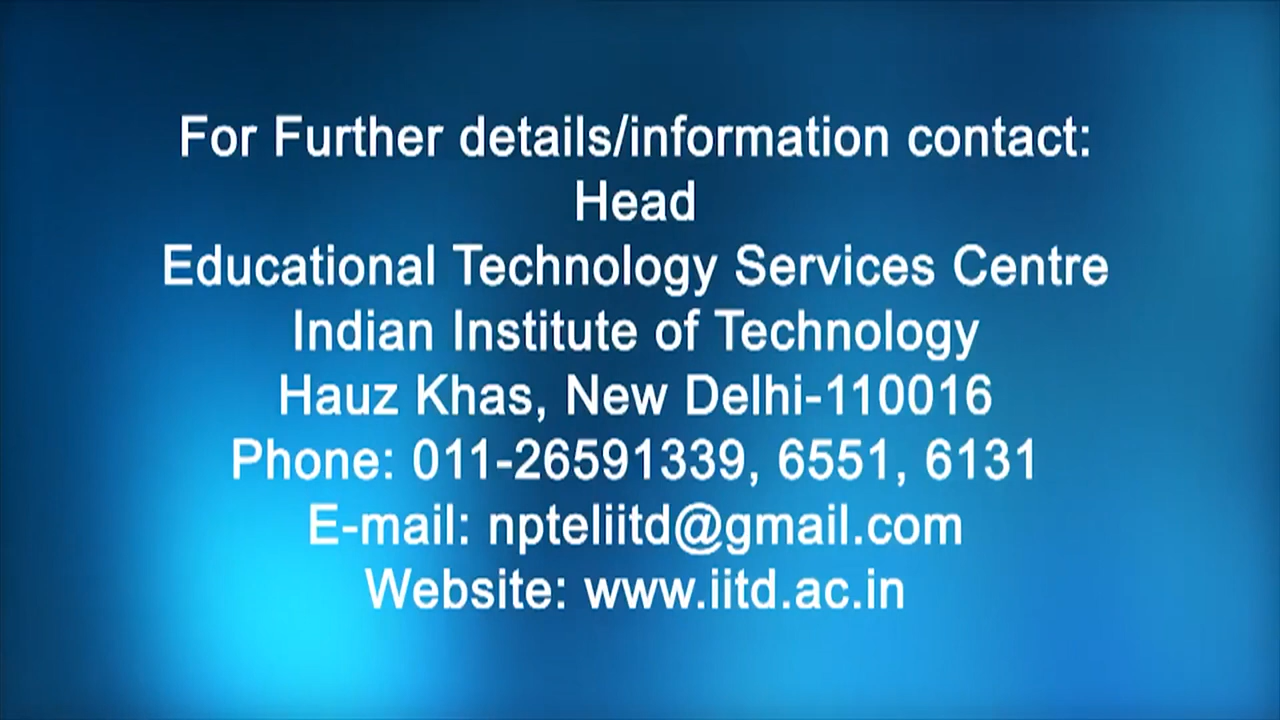 For Further details/information contact:
Head
Educational Technology Services Centre
Indian Institute of Technology
Hauz Khas, New Delhi-110016
Phone: 011-26591339, 6551, 6131
E-mail: npteliitd@gmail.com
Website: www.iitd.ac.in